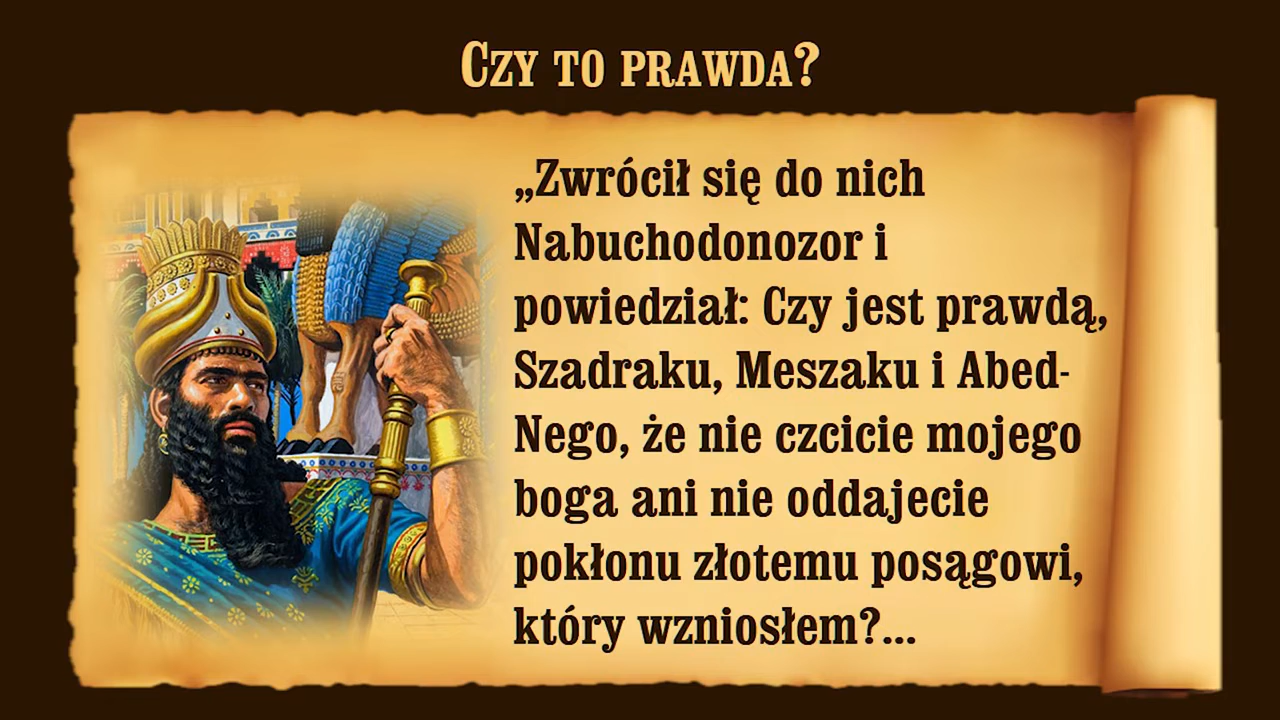 Czy to prawda?
„Zwrócił się do nich
Nabuchodonozor i
powiedział: Czy jest prawdą,
Szadraku, Meszaku i Abed-
Nego, że nie czcicie mojego
boga ani nie oddajecie
pokłonu złotemu posągowi,
który wzniosłem?...